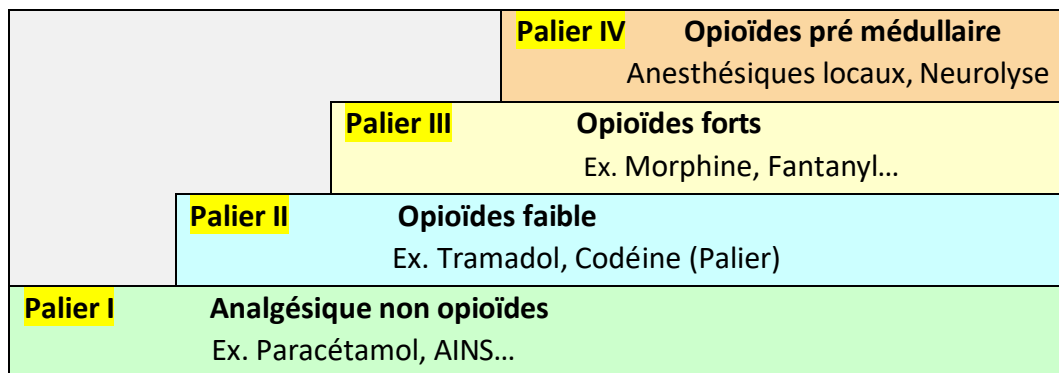 Palier IV Opioïdes pré médullaire
Anesthésiques locaux, Neurolyse
Palier III Opioïdes forts
Ex. Morphine, Fantanyl…
Palier II Opioïdes faible
Ex. Tramadol, Codéine (Palier)
Palier I Analgésique non opioïdes
Ex. Paracétamol, AINS…